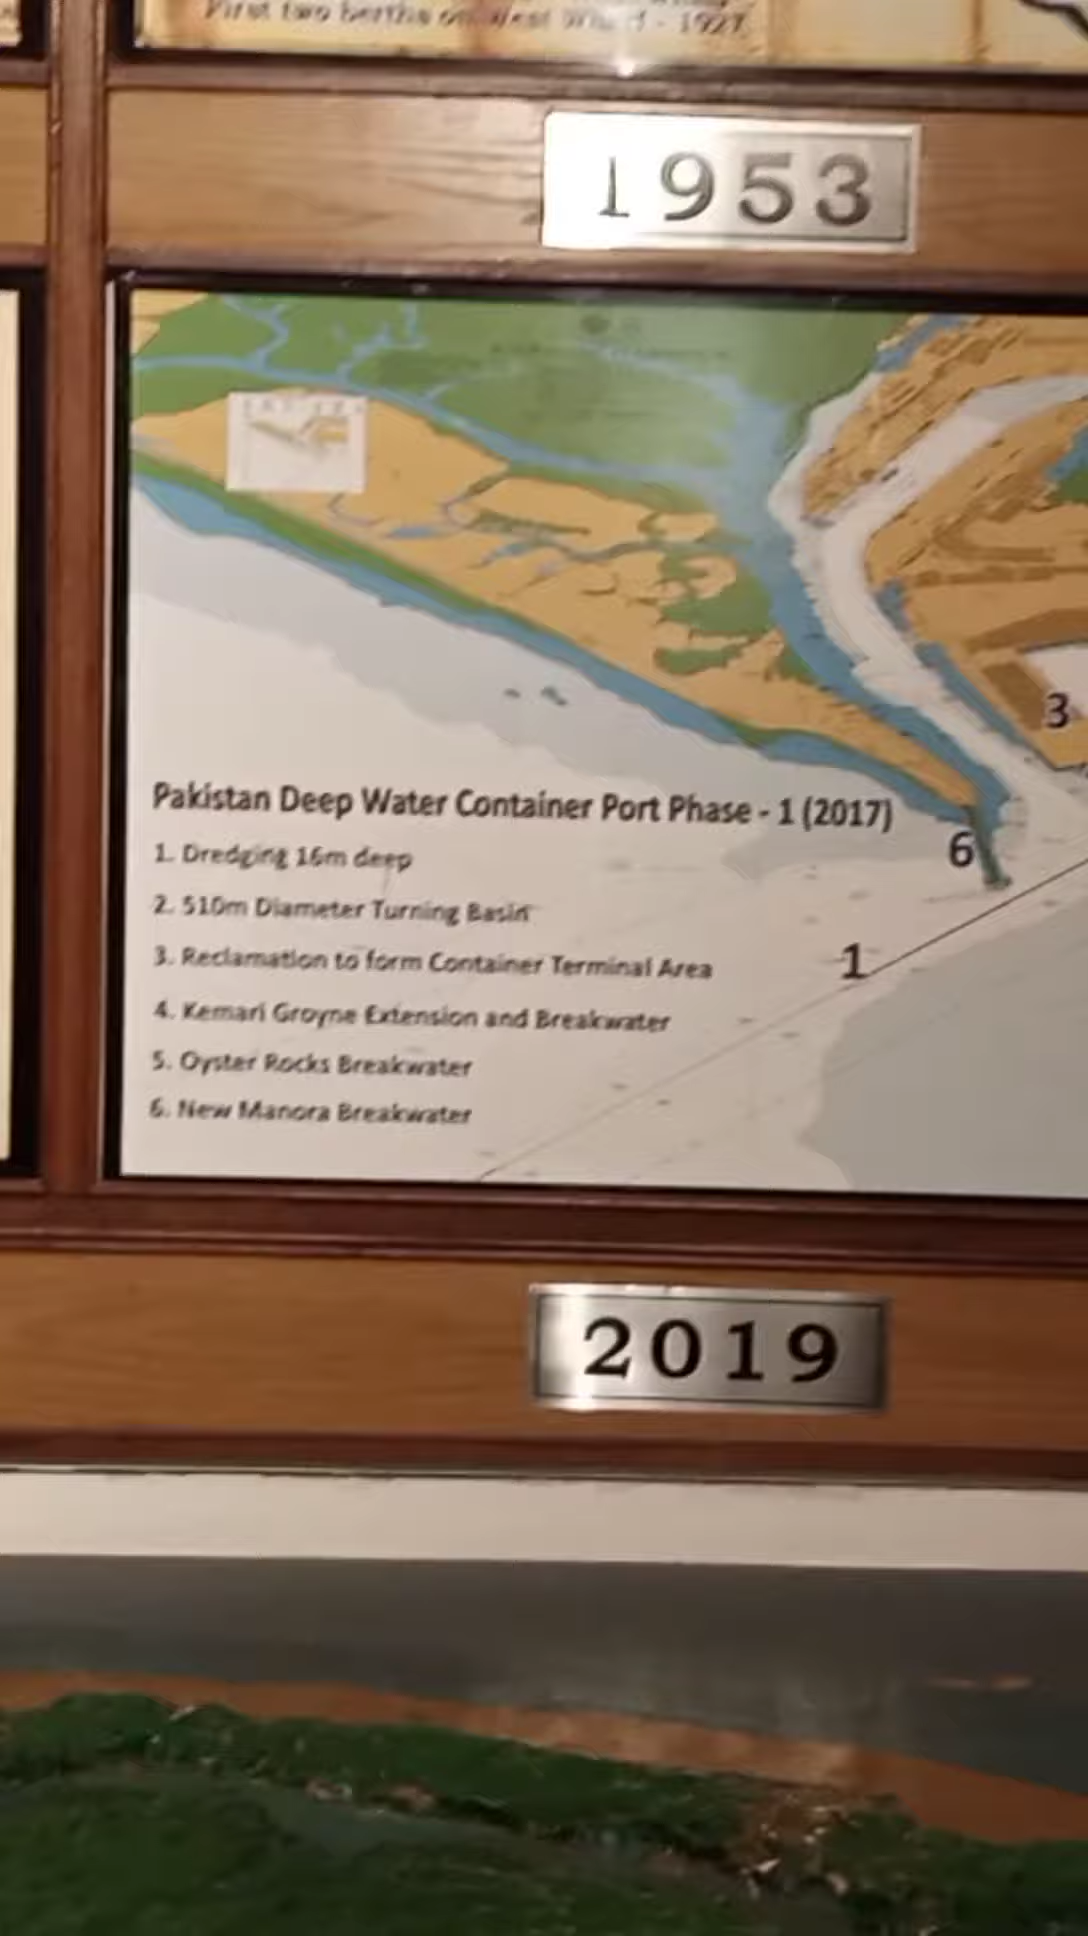 First two berths on West Wharf - 1927.
1953
Pakistan Deep Water Container Port Phase - 1 (2017)
1. Dredging 16m deep
2. 510m Diameter Turning Basin
3. Reclamation to form Container Terminal Area
4. Kemari Groyne Extension and Breakwater
5. Oyster Rocks Breakwater
6. New Manora Breakwater
3
6
1
2019